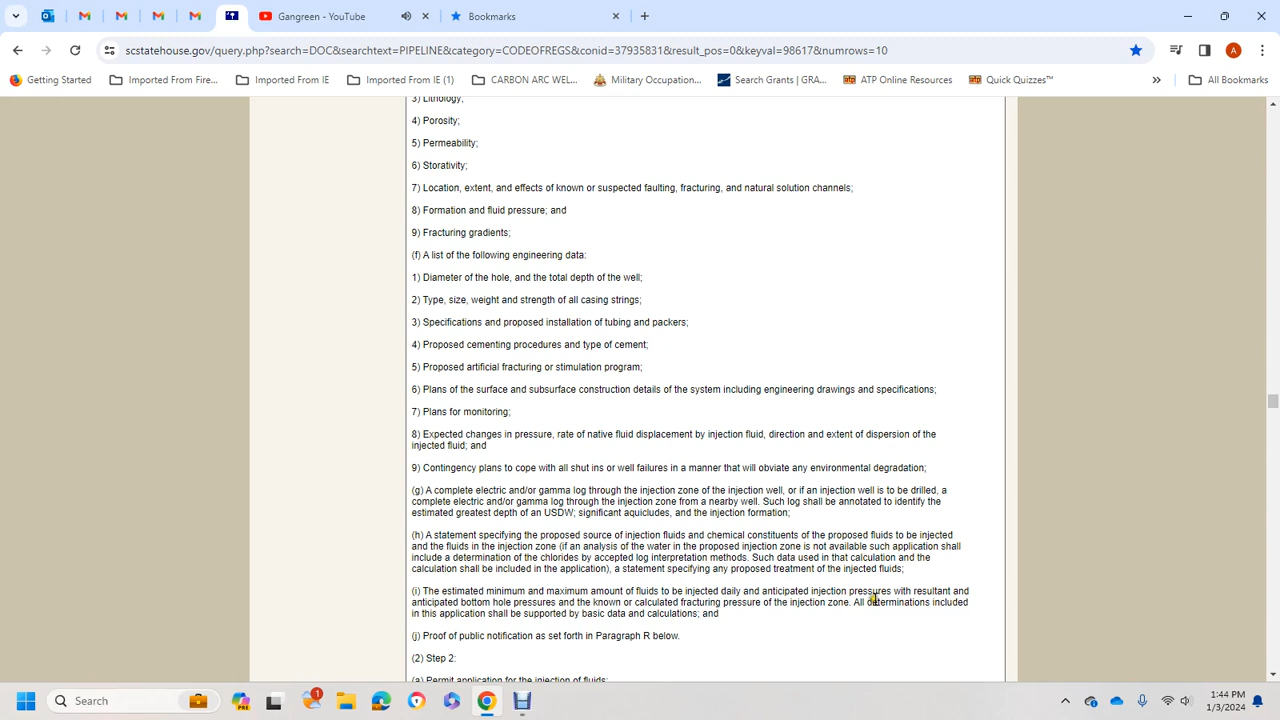 Gangreen - YouTube
Bookmarks
scstatehouse.gov/query.php?search=DOC&searchtext=PIPELINE&category=CODEOFREGS&conid=37935831&result_pos=0&keyval=98617&numrows=10
A
Getting Started
Imported From Fire...
Imported From IE
Imported From IE (1)
CARBON ARC WEL...
Military Occupation...
Search Grants | GRA...
ATP Online Resources
Quick Quizzes™
»
All Bookmarks
3) Lithology;
4) Porosity;
5) Permeability;
6) Storativity;
7) Location, extent, and effects of known or suspected faulting, fracturing, and natural solution channels;
8) Formation and fluid pressure; and
9) Fracturing gradients;
(f) A list of the following engineering data:
1) Diameter of the hole, and the total depth of the well;
2) Type, size, weight and strength of all casing strings;
3) Specifications and proposed installation of tubing and packers;
4) Proposed cementing procedures and type of cement;
5) Proposed artificial fracturing or stimulation program;
6) Plans of the surface and subsurface construction details of the system including engineering drawings and specifications;
7) Plans for monitoring;
8) Expected changes in pressure, rate of native fluid displacement by injection fluid, direction and extent of dispersion of the
injected fluid; and
9) Contingency plans to cope with all shut ins or well failures in a manner that will obviate any environmental degradation;
(g) A complete electric and/or gamma log through the injection zone of the injection well, or if an injection well is to be drilled, a
complete electric and/or gamma log through the injection zone from a nearby well. Such log shall be annotated to identify the
estimated greatest depth of an USDW; significant aquicludes, and the injection formation;
(h) A statement specifying the proposed source of injection fluids and chemical constituents of the proposed fluids to be injected
and the fluids in the injection zone (if an analysis of the water in the proposed injection zone is not available such application shall
include a determination of the chlorides by accepted log interpretation methods. Such data used in that calculation and the
calculation shall be included in the application), a statement specifying any proposed treatment of the injected fluids;
(i) The estimated minimum and maximum amount of fluids to be injected daily and anticipated injection pressures with resultant and
anticipated bottom hole pressures and the known or calculated fracturing pressure of the injection zone. All determinations included
in this application shall be supported by basic data and calculations; and
(j) Proof of public notification as set forth in Paragraph R below.
(2) Step 2:
(a) Permit application for the injection of fluids;
Search
PRE
1
1:44 PM
1/3/2024